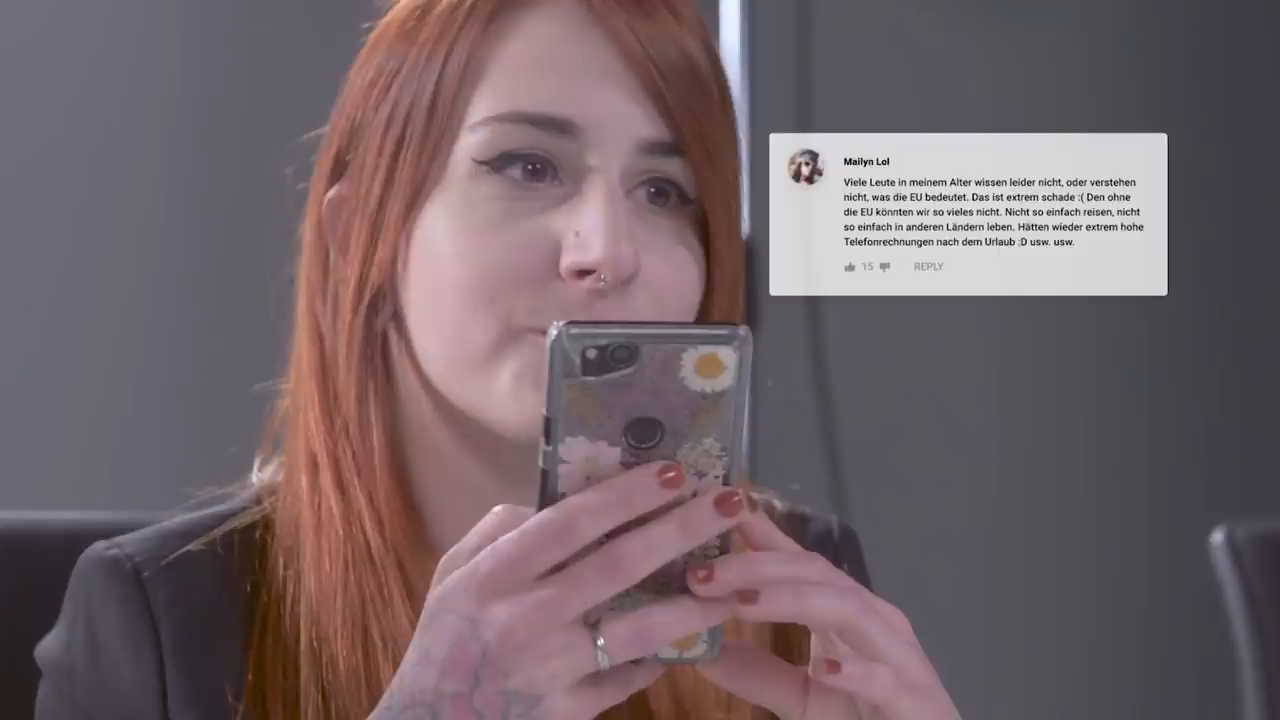 Mailyn Lol
Viele Leute in meinem Alter wissen leider nicht, oder verstehen
nicht, was die EU bedeutet. Das ist extrem schade :( Den ohne
die EU könnten wir so vieles nicht. Nicht so einfach reisen, nicht
so einfach in anderen Ländern leben. Hätten wieder extrem hohe
Telefonrechnungen nach dem Urlaub ;D usw. usw.
15 REPLY